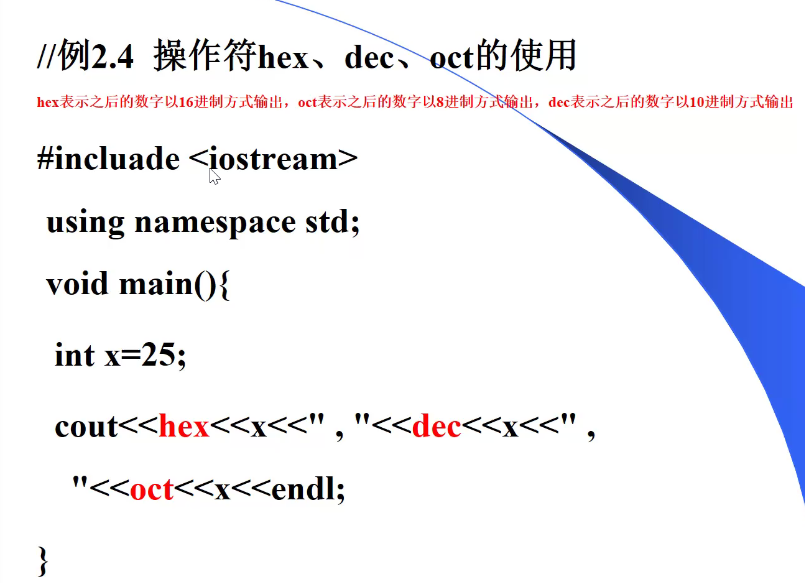 //例2.4  操作符hex、dec、oct的使用
hex表示之后的数字以16进制方式输出，oct表示之后的数字以8进制方式输出，dec表示之后的数字以10进制方式输出
#incluade <iostream>
using namespace std;
void main(){
int x=25;
cout<<hex<<x<<" , "<<dec<<x<<" ,
"<<oct<<x<<endl;
}